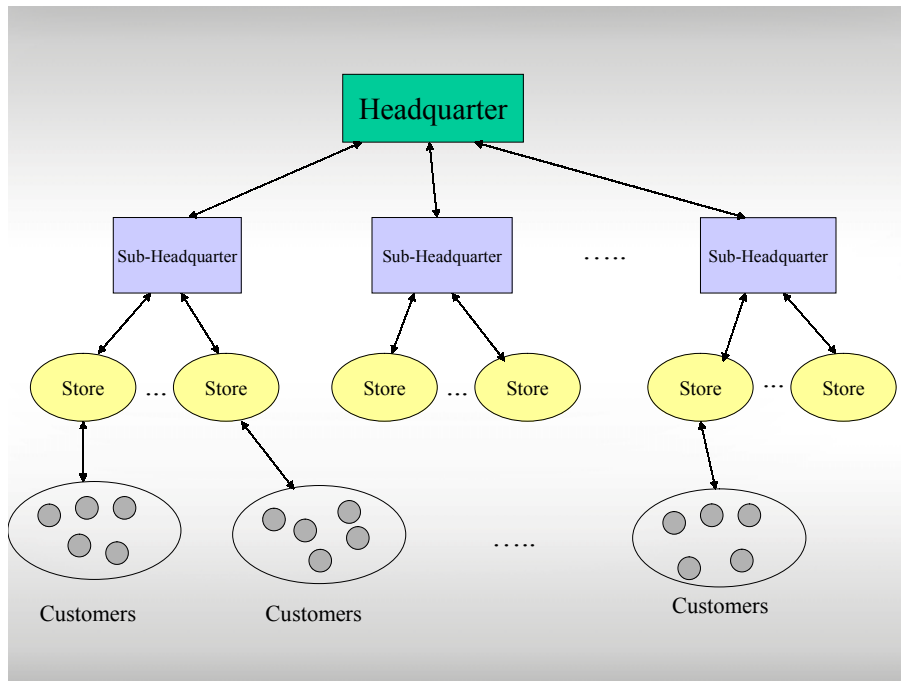 Headquarter
Sub-Headquarter
Sub-Headquarter
.....
Sub-Headquarter
Store
...
Store
Store
...
Store
Store
...
Store
.....
Customers
Customers
Customers